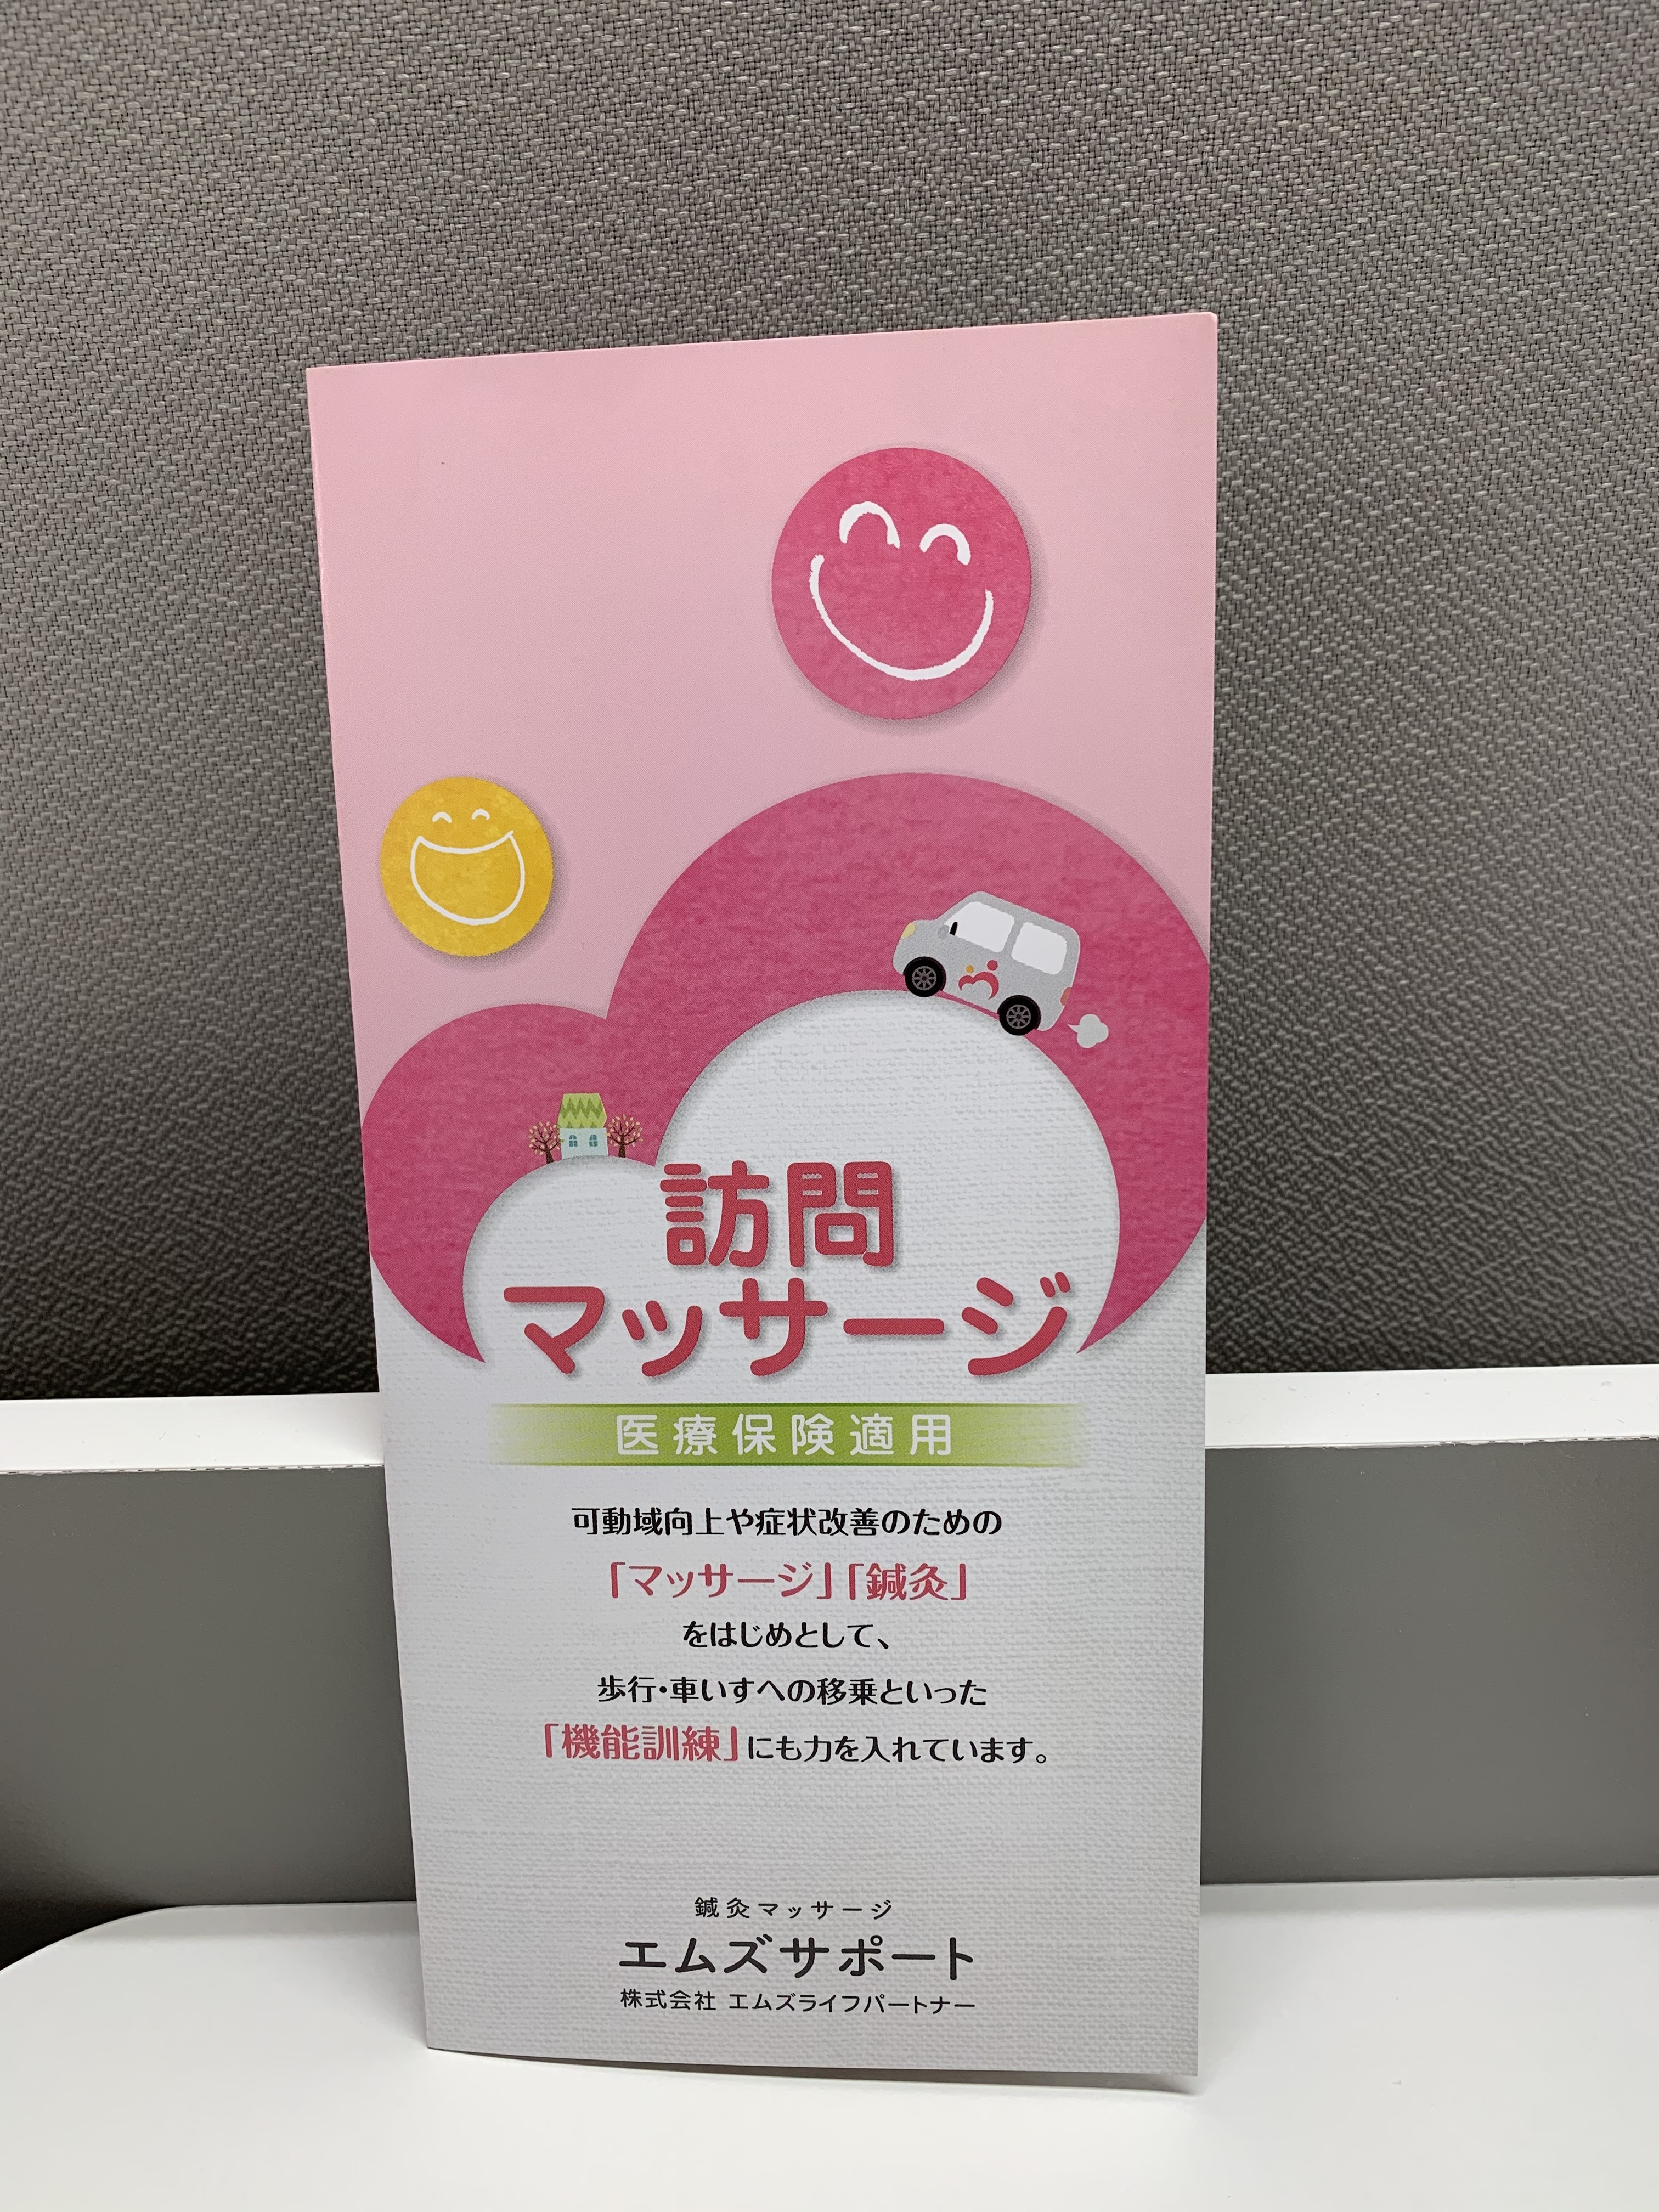 訪問
マッサージ
医療保険適用
可動域向上や症状改善のための
「マッサージ」「鍼灸」
をはじめとして、
歩行・車いすへの移乗といった
「機能訓練」にも力を入れています。
鍼灸マッサージ
エムズサポート
株式会社 エムズライフパートナー